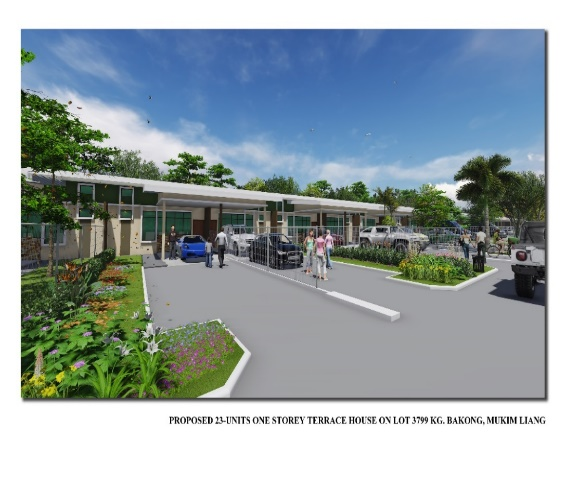 PROPOSED 23-UNITS ONE STOREY TERRACE HOUSE ON LOT 3799 KG. BAKONG, MUKIM LIANG